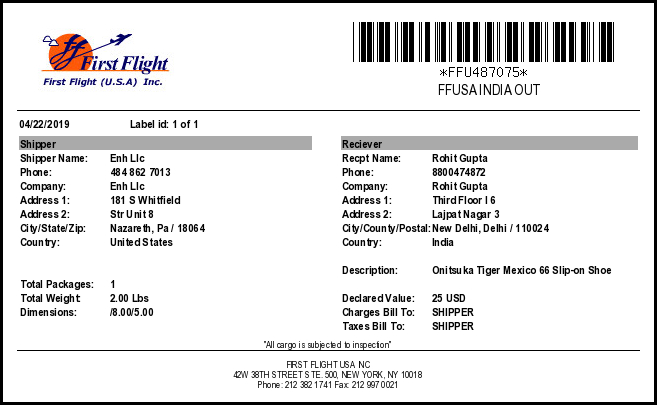 First Flight
First Flight (U.S.A) Inc.
*FFU487075*
FFUSA INDIA OUT
04/22/2019 Label id: 1 of 1
Shipper Reciever
Shipper Name: Enh Llc Recpt Name: Rohit Gupta
Phone: 484 862 7013 Phone: 8800474872
Company: Enh Llc Company: Rohit Gupta
Address 1: 181 S Whitfield Address 1: Third Floor I 6
Address 2: Str Unit 8 Address 2: Lajpat Nagar 3
City/State/Zip: Nazareth, Pa / 18064 City/County/Postal: New Delhi, Delhi / 110024
Country: United States Country: India
Description: Onitsuka Tiger Mexico 66 Slip-on Shoe
Total Packages: 1
Total Weight: 2.00 Lbs Declared Value: 25 USD
Dimensions: /8.00/5.00 Charges Bill To: SHIPPER
Taxes Bill To: SHIPPER
"All cargo is subjected to inspection"
FIRST FLIGHT USA INC
42W 38TH STREET STE. 500, NEW YORK, NY 10018
Phone: 212 382 1741 Fax: 212 997 0021